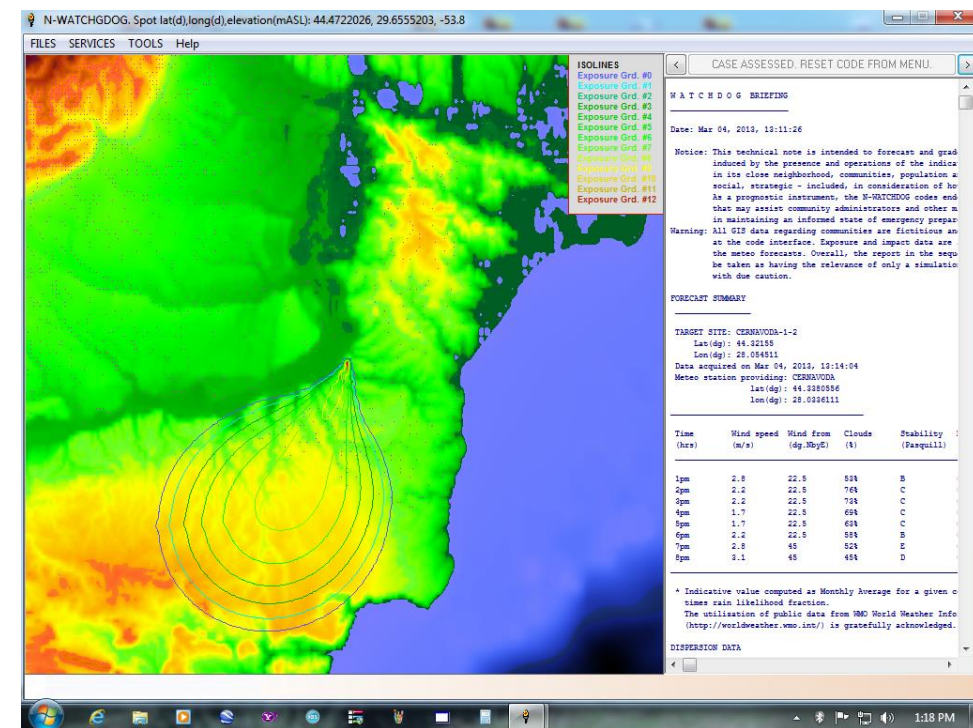 N-WATCHGDOG. Spot lat(d),long(d),elevation(mASL): 44.4722026, 29.6555203, -53.8
FILES SERVICES TOOLS Help
ISOLINES
Exposure Grd. #0
Exposure Grd. #1
Exposure Grd. #2
Exposure Grd. #3
Exposure Grd. #4
Exposure Grd. #5
Exposure Grd. #6
Exposure Grd. #7
Exposure Grd. #8
Exposure Grd. #9
Exposure Grd. #10
Exposure Grd. #11
Exposure Grd. #12
< CASE ASSESSED. RESET CODE FROM MENU. >
W A T C H D O G BRIEFING
Date: Mar 04, 2013, 13:11:26
Notice: This technical note is intended to forecast and grad
induced by the presence and operations of the indica
in its close neighborhood, communities, population a
social, strategic - included, in consideration of ho
As a prognostic instrument, the N-WATCHDOG codes end
that may assist community administrators and other m
in maintaining an informed state of emergency prepar
Warning: All GIS data regarding communities are fictitious an
at the code interface. Exposure and impact data are
the meteo forecasts. Overall, the report in the sequ
be taken as having the relevance of only a simulatio
with due caution.
FORECAST SUMMARY
TARGET SITE: CERNAVODA-1-2
Lat(dg): 44.32155
Lon(dg): 28.054511
Data acquired on Mar 04, 2013, 13:14:04
Meteo station providing: CERNAVODA
lat(dg): 44.3380556
lon(dg): 28.0336111
Time Wind speed Wind from Clouds Stability
(hrs) (m/s) (dg.NbyE) (%) (Pasquill)
1pm 2.8 22.5 53% B
2pm 2.2 22.5 76% C
3pm 2.2 22.5 73% C
4pm 1.7 22.5 69% C
5pm 1.7 22.5 63% C
6pm 2.2 22.5 58% B
7pm 2.8 45 52% E
8pm 3.1 45 45% D
* Indicative value computed as Monthly Average for a given c
times rain likelihood fraction.
The utilisation of public data from WMO World Weather Info
(http://worldweather.wmo.int/) is gratefully acknowledged.
DISPERSION DATA
1:18 PM